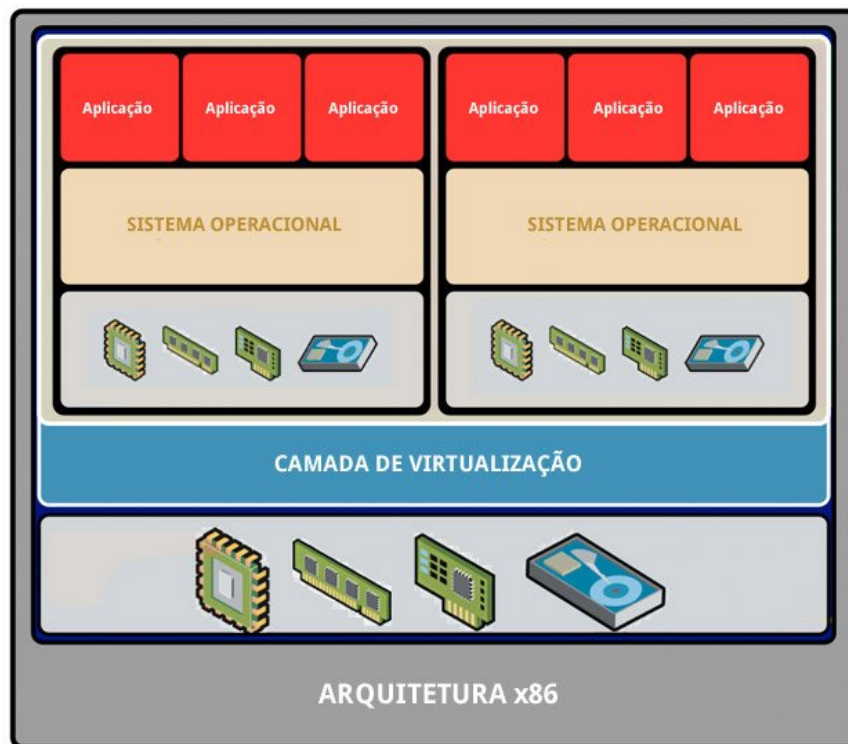 Aplicação Aplicação Aplicação Aplicação Aplicação Aplicação
SISTEMA OPERACIONAL SISTEMA OPERACIONAL
CAMADA DE VIRTUALIZAÇÃO
ARQUITETURA x86